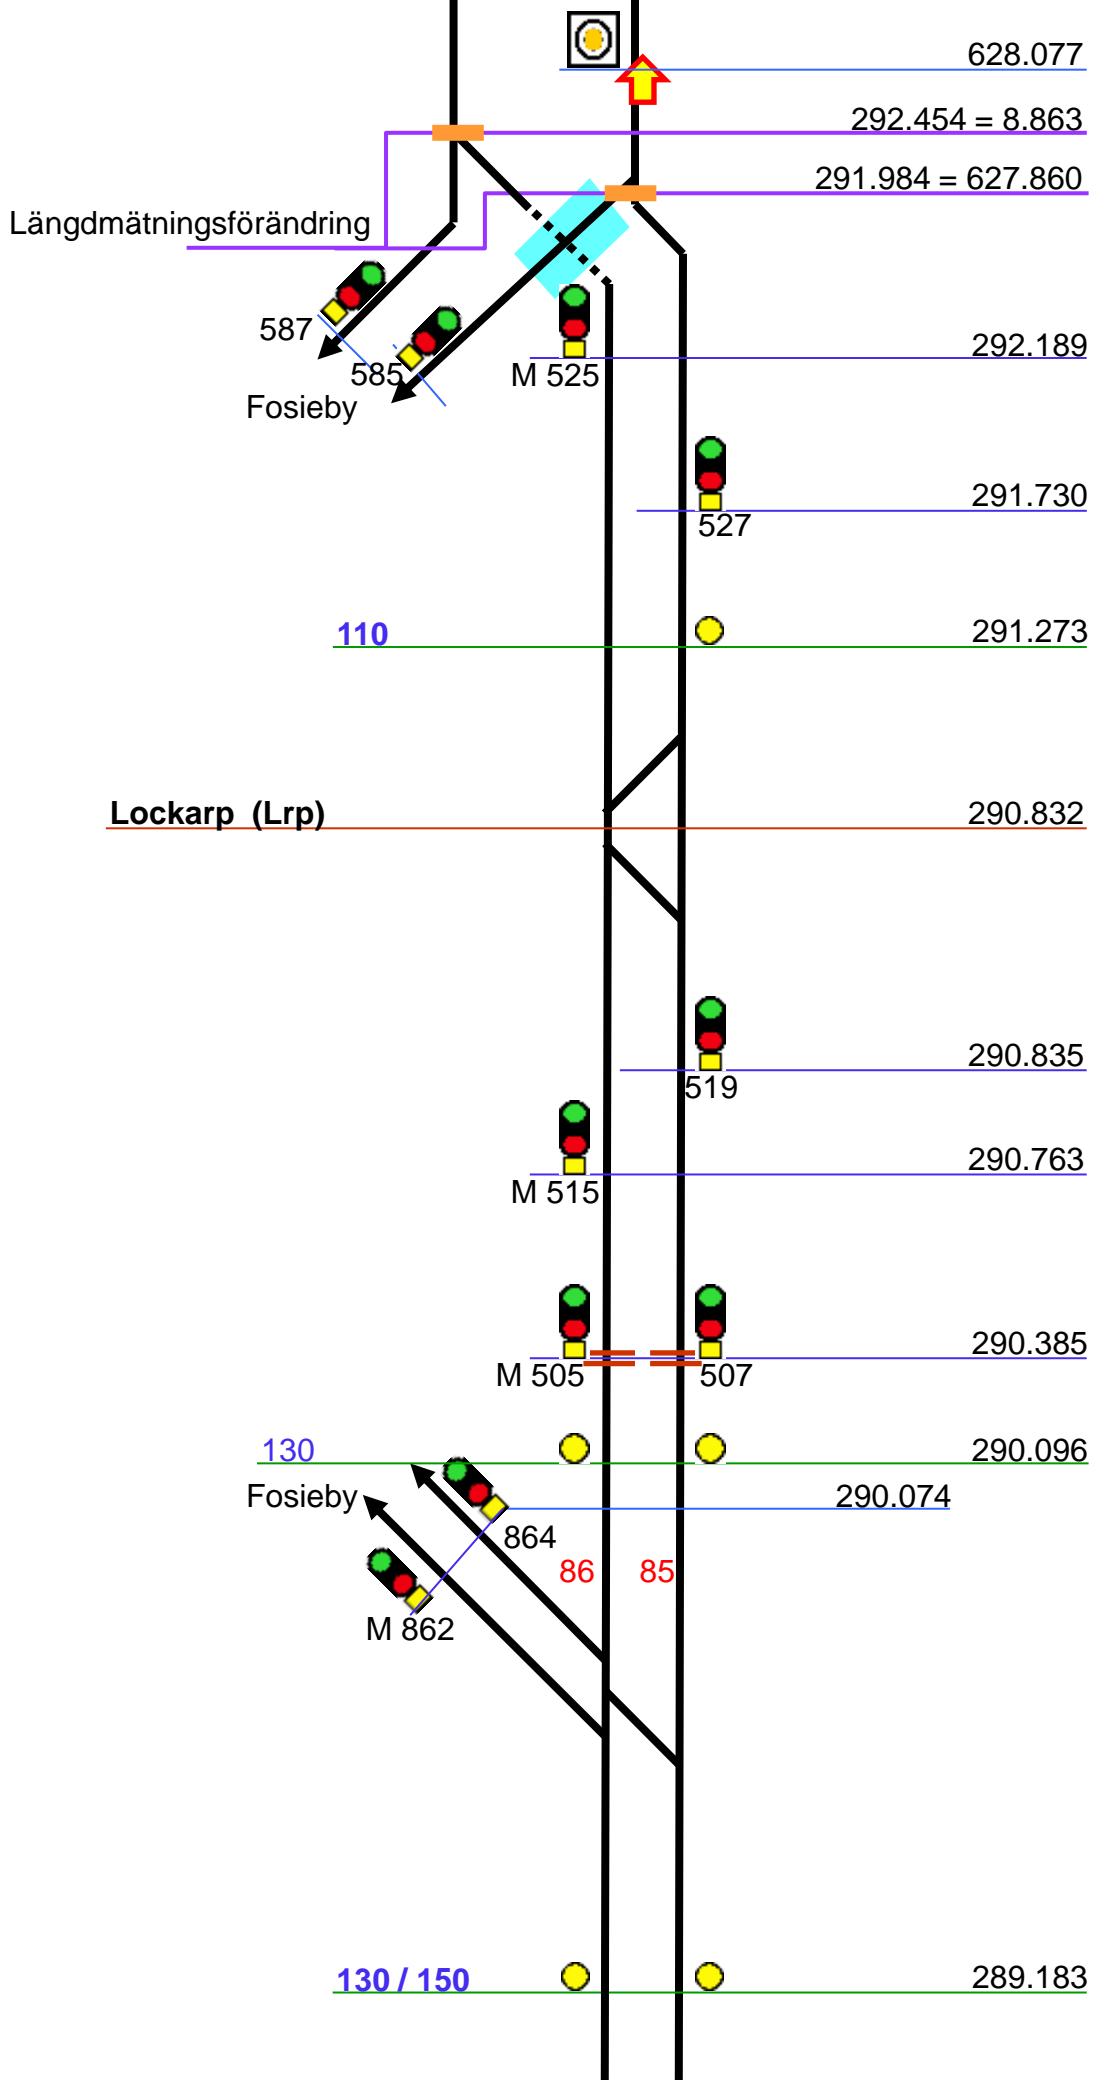 628.077
292.454 = 8.863
291.984 = 627.860
Längdmätningsförändring
587
585
M 525
292.189
Fosieby
291.730
527
110
291.273
Lockarp (Lrp)
290.832
290.835
519
290.763
M 515
290.385
M 505
507
130
290.096
Fosieby
290.074
864
86
85
M 862
130 / 150
289.183